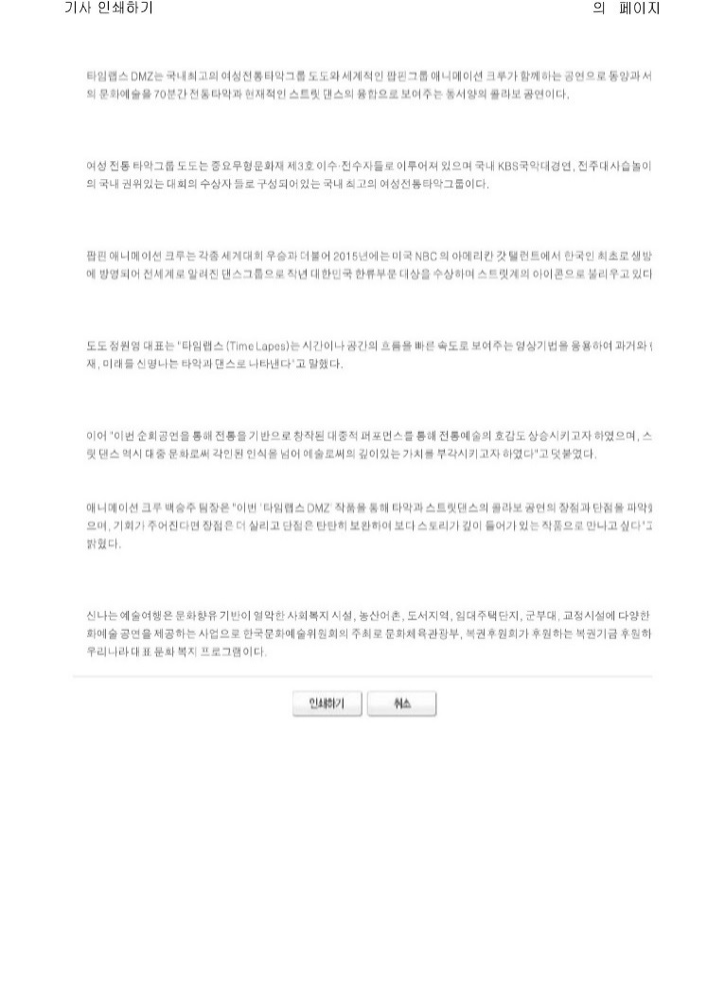 기사 인쇄하기
의 페이지
타임랩스 DMZ는 국내최고의 여성전통타악그룹 도도와 세계적인 팝핀그룹 애니메이션 크루가 함께하는 공연으로 동양과 서
의 문화예술을 70분간 전통타악과 현재적인 스트릿 댄스의 융합으로 보여주는 동서양의 콜라보 공연이다.
여성 전통 타악그룹 도도는 중요무형문화재 제3호 이수·전수자들로 이루어져 있으며 국내 KBS국악대경연, 전주대사습놀이
의 국내 권위있는 대회의 수상자 들로 구성되어있는 국내 최고의 여성전통타악그룹이다.
팝핀 애니메이션 크루는 각종 세계대회 우승과 더불어 2015년에는 미국 NBC 의 아메리칸 갓 탤런트에서 한국인 최초로 생방
에 방영되어 전세계로 알려진 댄스그룹으로 작년 대한민국 한류부문 대상을 수상하며 스트릿계의 아이콘으로 불리우고 있다
도도 정원영 대표는 "타임랩스 (Time Lapes)는 시간이나 공간의 흐름을 빠른 속도로 보여주는 영상기법을 응용하여 과거와
재, 미래를 신명나는 타악과 댄스로 나타낸다"고 말했다.
이어 "이번 순회공연을 통해 전통을 기반으로 창작된 대중적 퍼포먼스를 통해 전통예술의 호감도 상승시키고자 하였으며, 스
릿 댄스 역시 대중 문화로써 각인된 인식을 넘어 예술로써의 깊이있는 가치를 부각시키고자 하였다"고 덧붙였다.
애니메이션 크루 백승주 팀장은 "이번 '타임랩스 DMZ' 작품을 통해 타악과 스트릿댄스의 콜라보 공연의 장점과 단점을 파악
으며, 기회가 주어진다면 장점은 더 살리고 단점은 탄탄히 보완하여 보다 스토리가 깊이 들어가 있는 작품으로 만나고 싶다"고
밝혔다.
신나는 예술여행은 문화향유 기반이 열악한 사회복지 시설, 농산어촌, 도서지역, 임대주택단지, 군부대, 교정시설에 다양한
화예술 공연을 제공하는 사업으로 한국문화예술위원회의 주최로 문화체육관광부, 복권위원회가 후원하는 복권기금 후원하
우리나라 대표 문화 복지 프로그램이다.
인쇄하기
취소